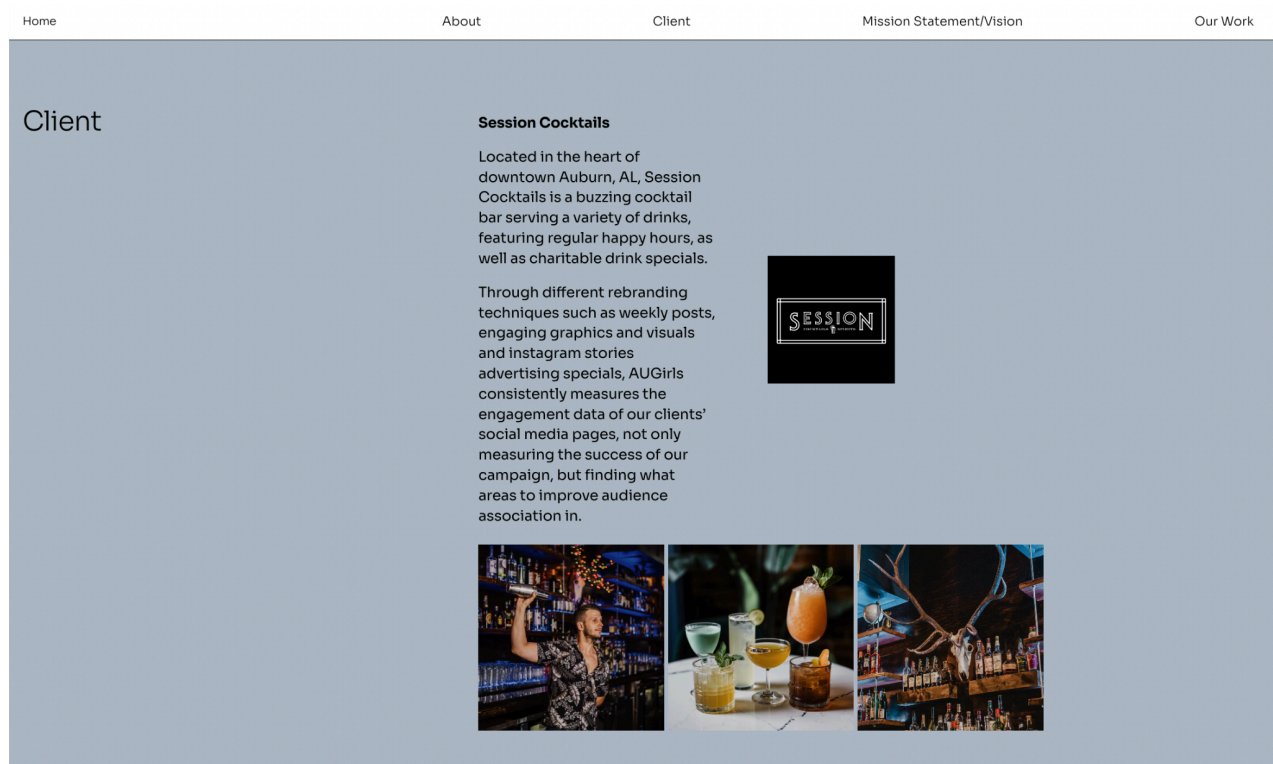 Home
About
Client
Mission Statement/Vision
Our Work
Client
Session Cocktails
Located in the heart of
downtown Auburn, AL, Session
Cocktails is a buzzing cocktail
bar serving a variety of drinks,
featuring regular happy hours, as
well as charitable drink specials.
Through different rebranding
techniques such as weekly posts,
engaging graphics and visuals
and instagram stories
advertising specials, AUGirls
consistently measures the
engagement data of our clients’
social media pages, not only
measuring the success of our
campaign, but finding what
areas to improve audience
association in.
SESSION